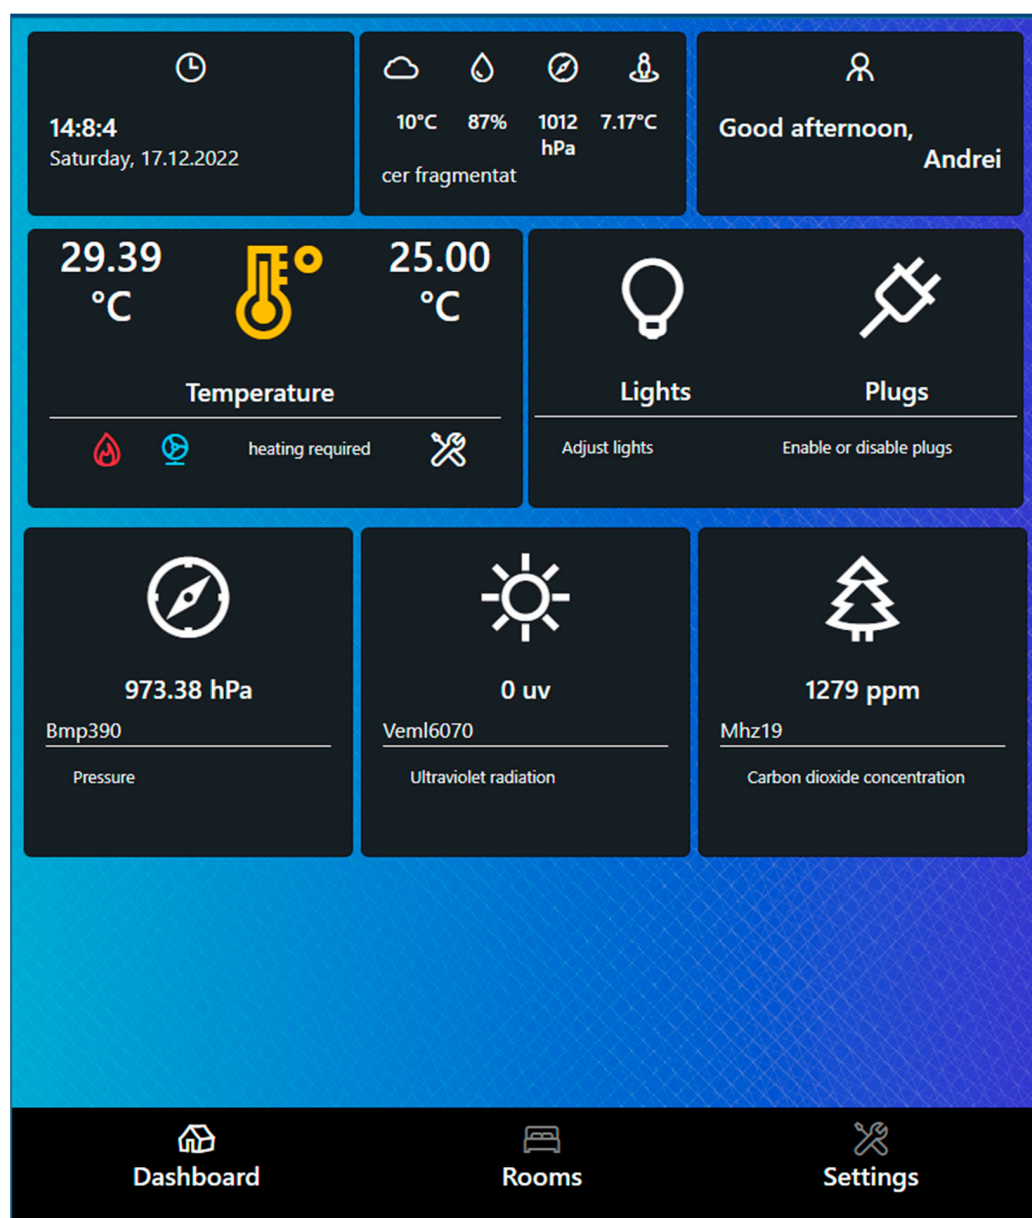 14:8:4
Saturday, 17.12.2022
10°C 87% 1012 hPa 7.17°C
cer fragmentat
Good afternoon,
Andrei
29.39 °C
25.00 °C
Temperature
heating required
Lights
Plugs
Adjust lights
Enable or disable plugs
973.38 hPa
Bmp390
Pressure
0 uv
Veml6070
Ultraviolet radiation
1279 ppm
Mhz19
Carbon dioxide concentration
Dashboard
Rooms
Settings